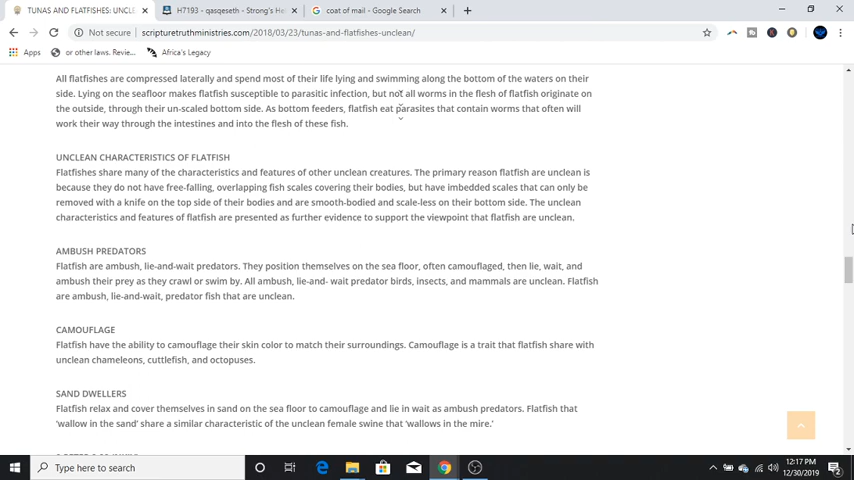 TUNAS AND FLATFISHES: UNCLE
H7193 - qasqeseth - Strong's He
coat of mail - Google Search
Not secure
scripturetruthministries.com/2018/03/23/tunas-and-flatfishes-unclean/
Apps
or other laws. Revie...
Africa's Legacy
All flatfishes are compressed laterally and spend most of their life lying and swimming along the bottom of the waters on their
side. Lying on the seafloor makes flatfish susceptible to parasitic infection, but not all worms in the flesh of flatfish originate on
the outside, through their un-scaled bottom side. As bottom feeders, flatfish eat parasites that contain worms that often will
work their way through the intestines and into the flesh of these fish.
UNCLEAN CHARACTERISTICS OF FLATFISH
Flatfishes share many of the characteristics and features of other unclean creatures. The primary reason flatfish are unclean is
because they do not have free-falling, overlapping fish scales covering their bodies, but have imbedded scales that can only be
removed with a knife on the top side of their bodies and are smooth-bodied and scale-less on their bottom side. The unclean
characteristics and features of flatfish are presented as further evidence to support the viewpoint that flatfish are unclean.
AMBUSH PREDATORS
Flatfish are ambush, lie-and-wait predators. They position themselves on the sea floor, often camouflaged, then lie, wait, and
ambush their prey as they crawl or swim by. All ambush, lie-and- wait predator birds, insects, and mammals are unclean. Flatfish
are ambush, lie-and-wait, predator fish that are unclean.
CAMOUFLAGE
Flatfish have the ability to camouflage their skin color to match their surroundings. Camouflage is a trait that flatfish share with
unclean chameleons, cuttlefish, and octopuses.
SAND DWELLERS
Flatfish relax and cover themselves in sand on the sea floor to camouflage and lie in wait as ambush predators. Flatfish that
'wallow in the sand' share a similar characteristic of the unclean female swine that 'wallows in the mire.'
Type here to search
12:17 PM
12/30/2019
2